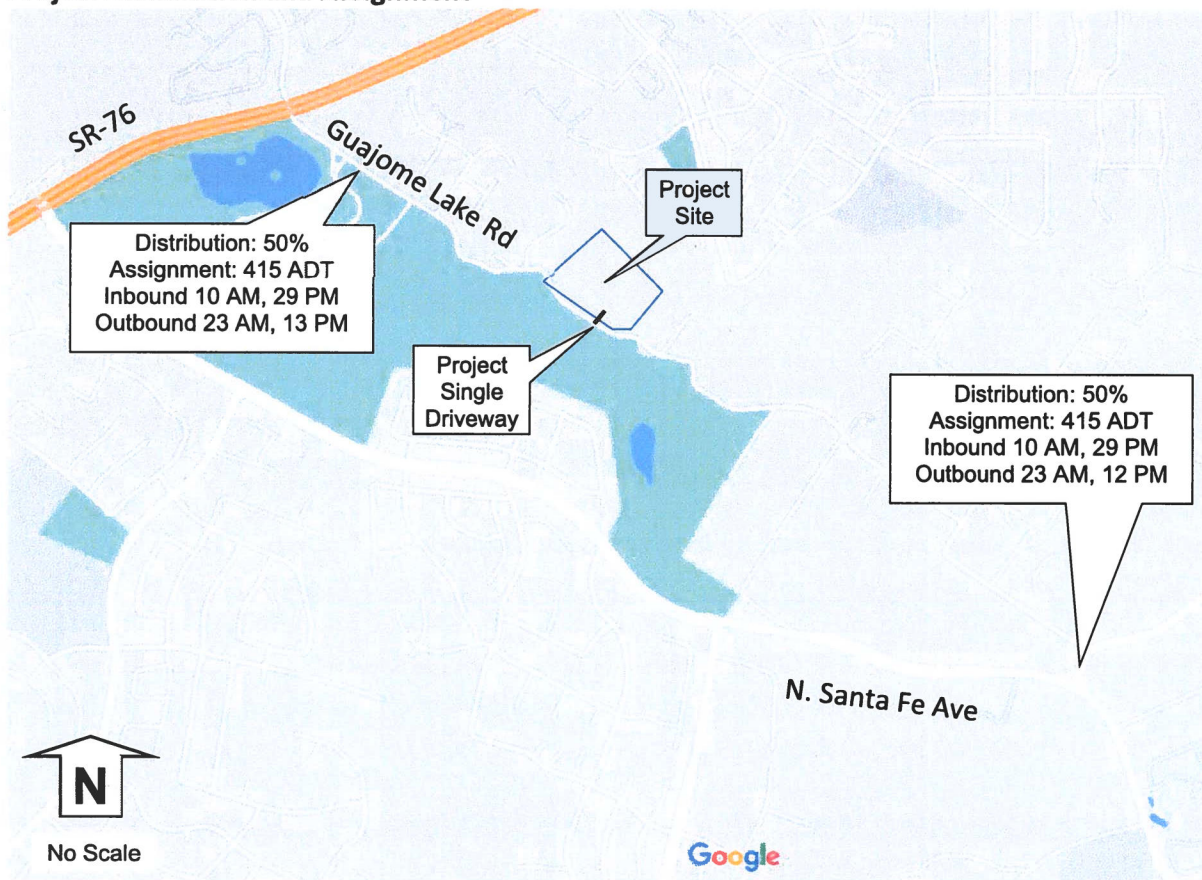 SR-76
Guajome Lake Rd
Project
Site
Distribution: 50%
Assignment: 415 ADT
Inbound 10 AM, 29 PM
Outbound 23 AM, 13 PM
Project
Single
Driveway
Distribution: 50%
Assignment: 415 ADT
Inbound 10 AM, 29 PM
Outbound 23 AM, 12 PM
N. Santa Fe Ave
N
No Scale
Google